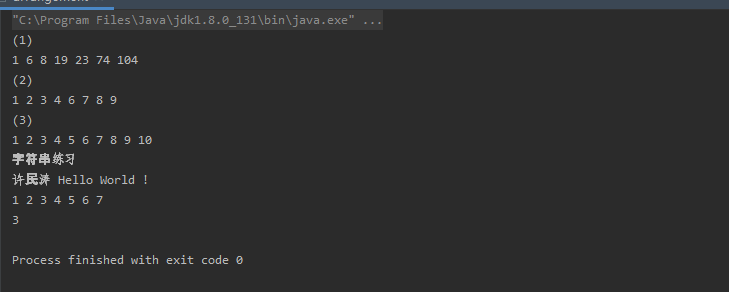 "C:\Program Files\Java\jdk1.8.0_131\bin\java.exe" ...
(1)
1 6 8 19 23 74 104
(2)
1 2 3 4 6 7 8 9
(3)
1 2 3 4 5 6 7 8 9 10
字符串练习
许民涛 Hello World !
1 2 3 4 5 6 7
3
Process finished with exit code 0